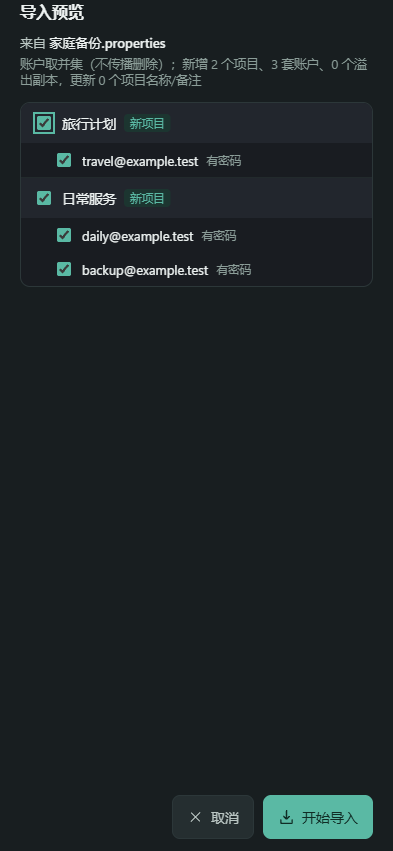 导入预览
来自 家庭备份.properties
账户取并集（不传播删除）；新增 2 个项目、3 套账户、0 个溢
出副本，更新 0 个项目名称/备注
旅行计划 新项目
travel@example.test 有密码
日常服务 新项目
daily@example.test 有密码
backup@example.test 有密码
取消 开始导入